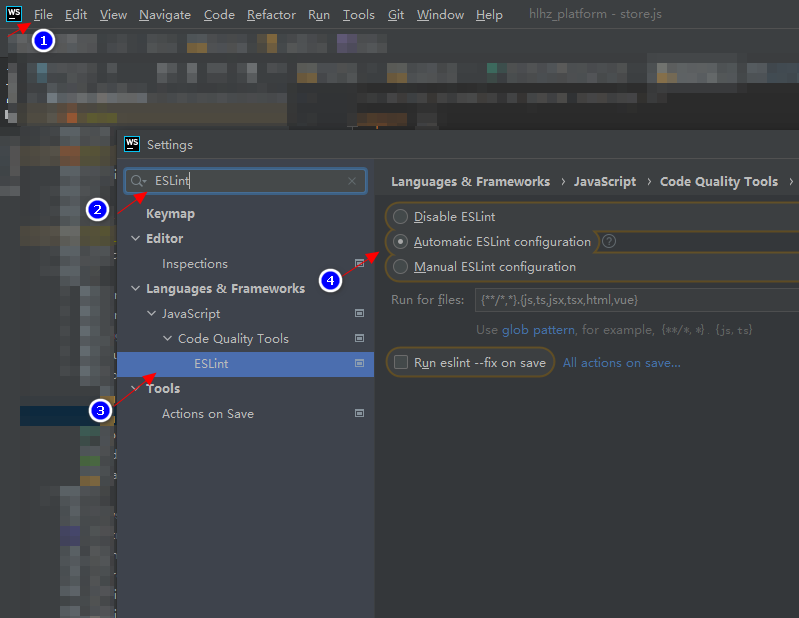 WS File Edit View Navigate Code Refactor Run Tools Git Window Help hlhz_platform - store.js
1
WS Settings
ESLint
2
Keymap
Editor
Inspections
Languages & Frameworks
JavaScript
Code Quality Tools
ESLint
3
Tools
Actions on Save
Languages & Frameworks › JavaScript › Code Quality Tools ›
Disable ESLint
Automatic ESLint configuration ?
4
Manual ESLint configuration
Run for files: {**/*,*}.{js,ts,jsx,tsx,html,vue}
Use glob pattern, for example, {**/*,*}.{js,ts}
Run eslint --fix on save All actions on save...